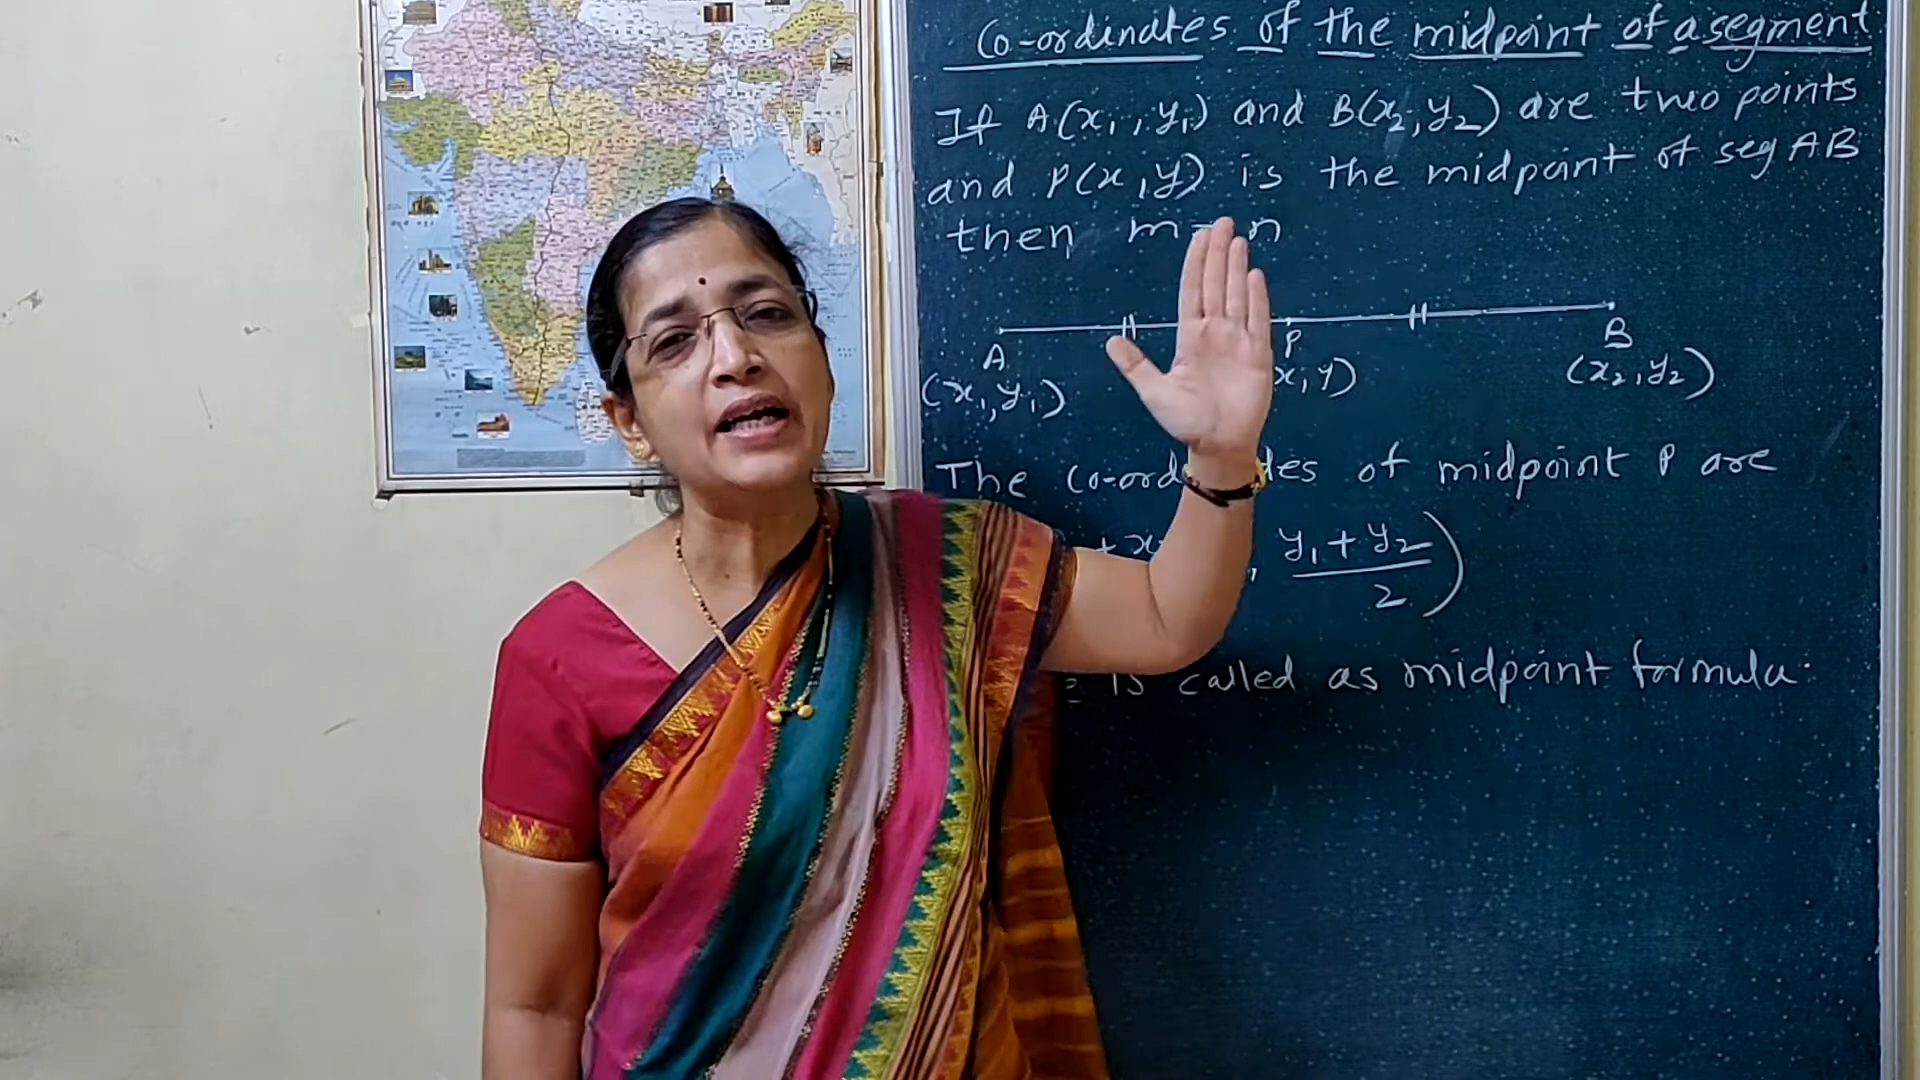 Co-ordinates of the midpoint of a segment
If A(x₁, y₁) and B(x₂, y₂) are two points
and P(x, y) is the midpoint of seg AB
then m = n
A P B
(x₁, y₁) x, y) (x₂, y₂)
The co-ord des of midpoint P are
+ x , y₁ + y₂
2 )
is called as midpoint formula